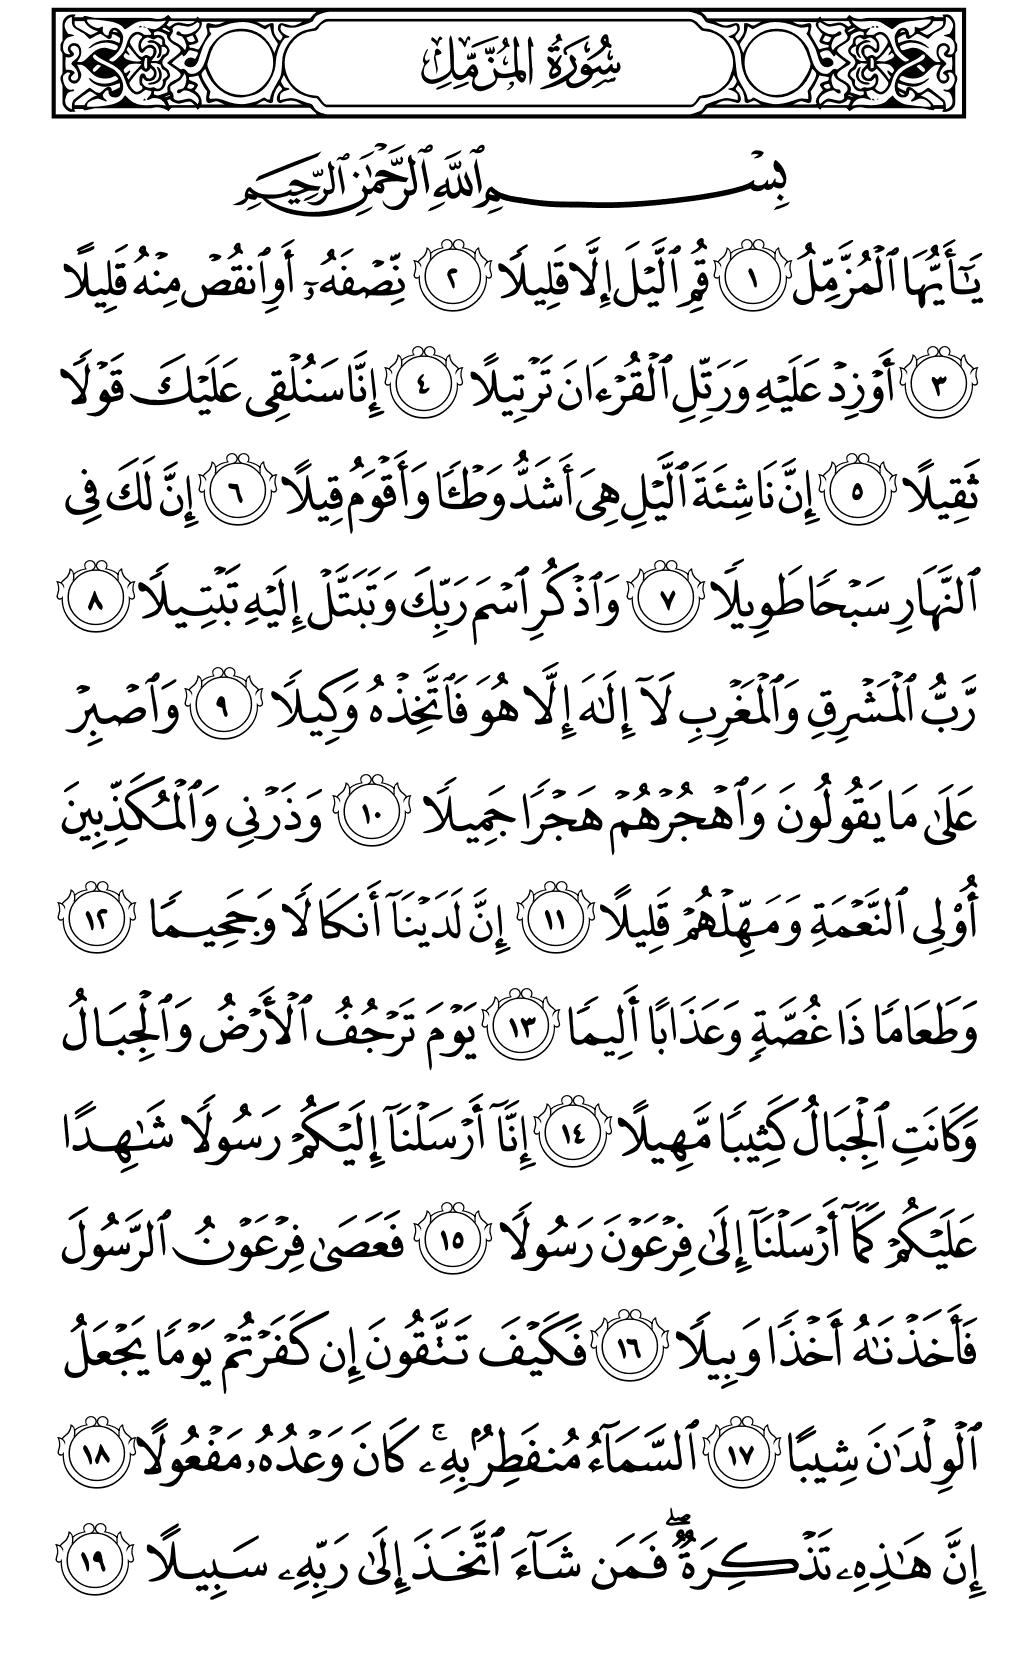 سُورَةُ المُزَّمِّلِ
بِسْمِ ٱللَّهِ ٱلرَّحْمَٰنِ ٱلرَّحِيمِ
يَٰٓأَيُّهَا ٱلْمُزَّمِّلُ ١ قُمِ ٱلَّيْلَ إِلَّا قَلِيلًا ٢ نِّصْفَهُۥٓ أَوِ ٱنقُصْ مِنْهُ قَلِيلًا
٣ أَوْ زِدْ عَلَيْهِ وَرَتِّلِ ٱلْقُرْءَانَ تَرْتِيلًا ٤ إِنَّا سَنُلْقِى عَلَيْكَ قَوْلًا
ثَقِيلًا ٥ إِنَّ نَاشِئَةَ ٱلَّيْلِ هِىَ أَشَدُّ وَطْـًٔا وَأَقْوَمُ قِيلًا ٦ إِنَّ لَكَ فِى
ٱلنَّهَارِ سَبْحًا طَوِيلًا ٧ وَٱذْكُرِ ٱسْمَ رَبِّكَ وَتَبَتَّلْ إِلَيْهِ تَبْتِيلًا ٨
رَّبُّ ٱلْمَشْرِقِ وَٱلْمَغْرِبِ لَآ إِلَٰهَ إِلَّا هُوَ فَٱتَّخِذْهُ وَكِيلًا ٩ وَٱصْبِرْ
عَلَىٰ مَا يَقُولُونَ وَٱهْجُرْهُمْ هَجْرًا جَمِيلًا ١٠ وَذَرْنِى وَٱلْمُكَذِّبِينَ
أُو۟لِى ٱلنَّعْمَةِ وَمَهِّلْهُمْ قَلِيلًا ١١ إِنَّ لَدَيْنَآ أَنكَالًا وَجَحِيمًا ١٢
وَطَعَامًا ذَا غُصَّةٍ وَعَذَابًا أَلِيمًا ١٣ يَوْمَ تَرْجُفُ ٱلْأَرْضُ وَٱلْجِبَالُ
وَكَانَتِ ٱلْجِبَالُ كَثِيبًا مَّهِيلًا ١٤ إِنَّآ أَرْسَلْنَآ إِلَيْكُمْ رَسُولًا شَٰهِدًا
عَلَيْكُمْ كَمَآ أَرْسَلْنَآ إِلَىٰ فِرْعَوْنَ رَسُولًا ١٥ فَعَصَىٰ فِرْعَوْنُ ٱلرَّسُولَ
فَأَخَذْنَٰهُ أَخْذًا وَبِيلًا ١٦ فَكَيْفَ تَتَّقُونَ إِن كَفَرْتُمْ يَوْمًا يَجْعَلُ
ٱلْوِلْدَٰنَ شِيبًا ١٧ ٱلسَّمَآءُ مُنفَطِرٌۢ بِهِۦ ۚ كَانَ وَعْدُهُۥ مَفْعُولًا ١٨
إِنَّ هَٰذِهِۦ تَذْكِرَةٌ ۖ فَمَن شَآءَ ٱتَّخَذَ إِلَىٰ رَبِّهِۦ سَبِيلًا ١٩